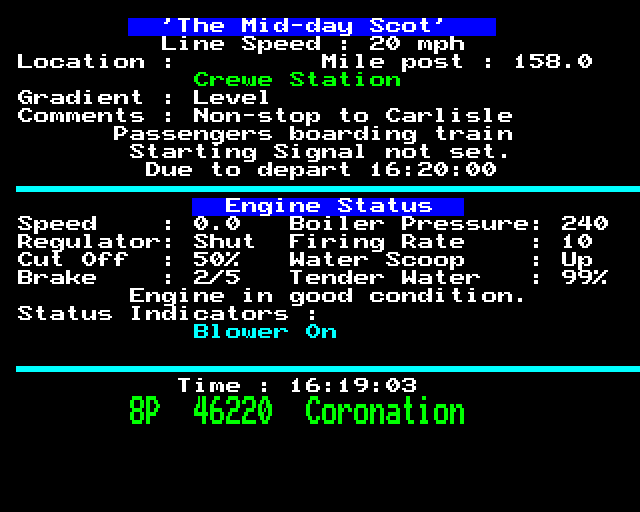 'The Mid-day Scot'
Line Speed : 20 mph
Location : Mile post : 158.0
Crewe Station
Gradient : Level
Comments : Non-stop to Carlisle
Passengers boarding train
Starting Signal not set.
Due to depart 16:20:00
Engine Status
Speed : 0.0 Boiler Pressure: 240
Regulator: Shut Firing Rate : 10
Cut Off : 50% Water Scoop : Up
Brake : 2/5 Tender Water : 99%
Engine in good condition.
Status Indicators :
Blower On
Time : 16:19:03
8P 46220 Coronation